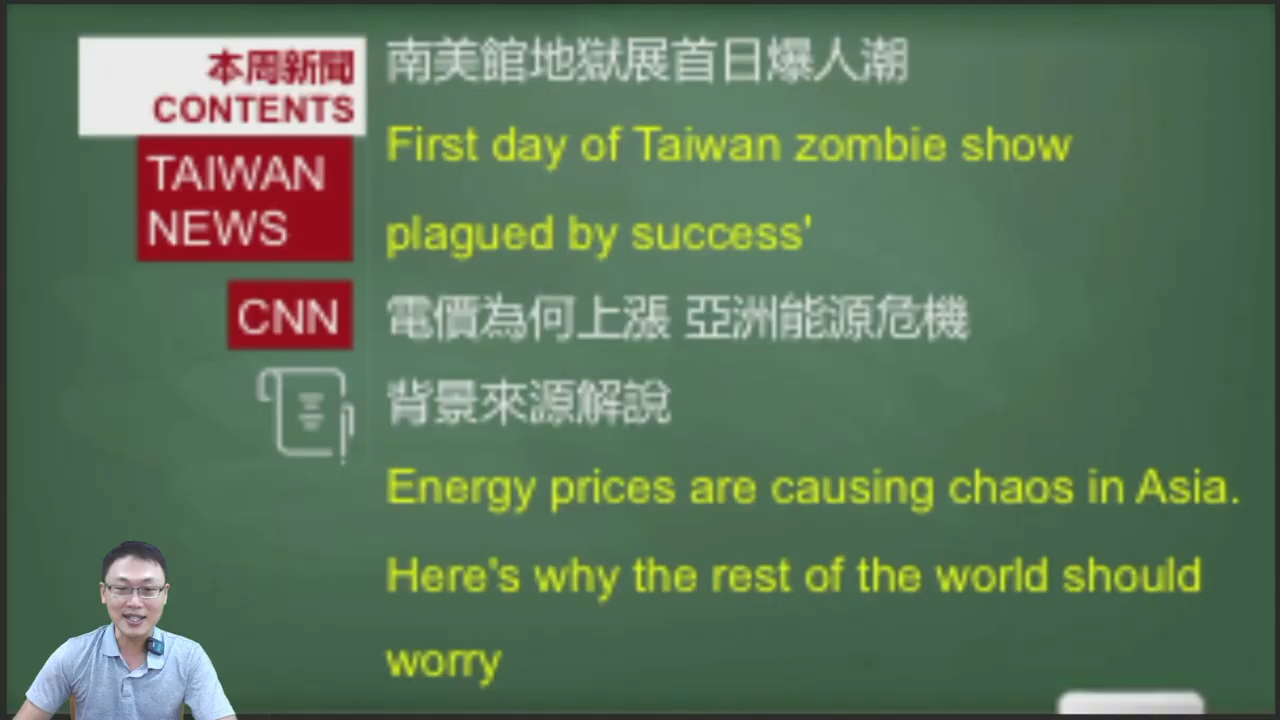 本周新聞
CONTENTS
南美館地獄展首日爆人潮
TAIWAN
NEWS
First day of Taiwan zombie show
plagued by success'
CNN
電價為何上漲 亞洲能源危機
背景來源解說
Energy prices are causing chaos in Asia.
Here's why the rest of the world should
worry